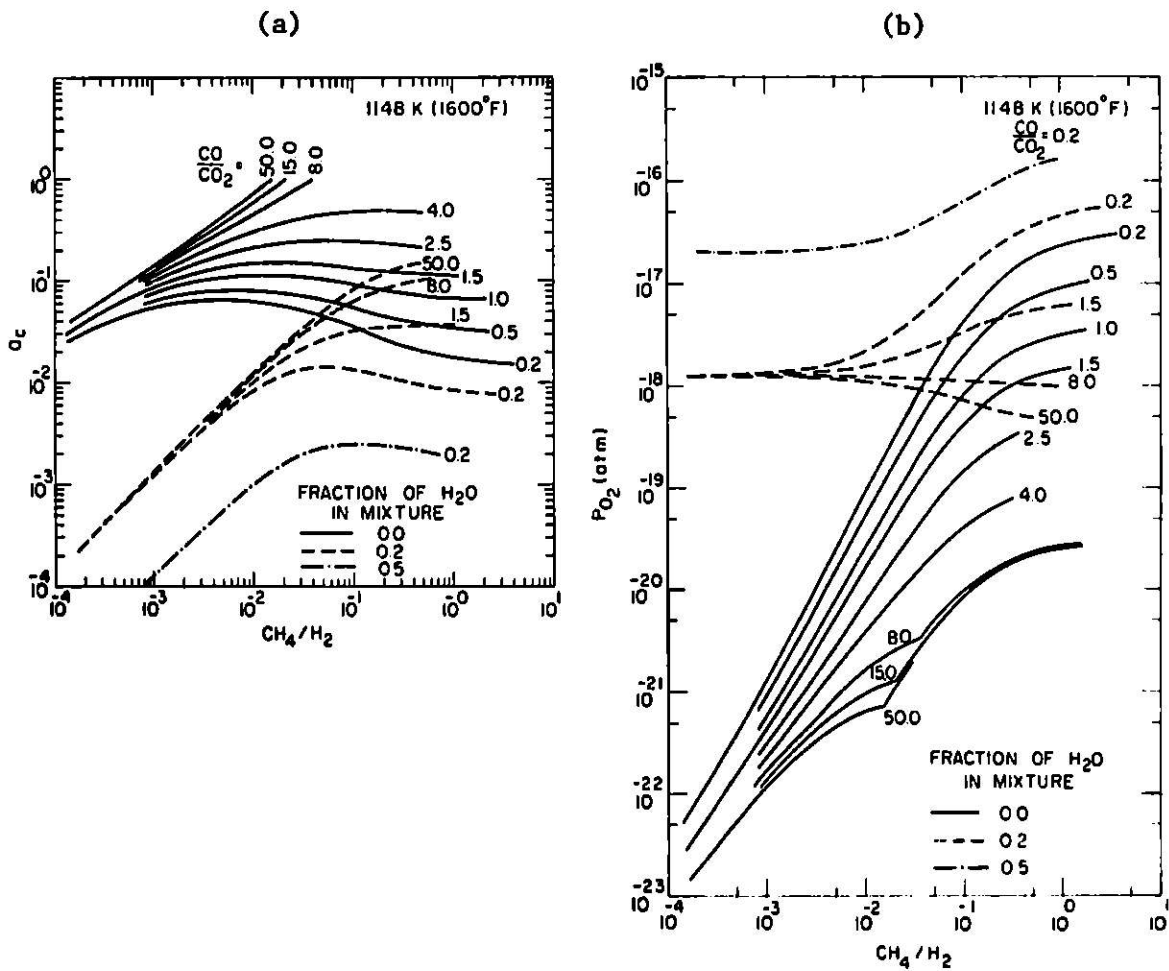 (a)
(b)
1148 K (1600°F)
CO/CO2 = 50.0 15.0 8.0
4.0
2.5
50.0
8.0
1.5
1.5
1.0
0.5
0.2
0.2
0.2
10^0
10^-1
10^-2
10^-3
10^-4
a_c
FRACTION OF H2O
IN MIXTURE
0.0
0.2
0.5
10^-4 10^-3 10^-2 10^-1 10^-0 10^1
CH4/H2
10^-15
10^-16
10^-17
10^-18
10^-19
10^-20
10^-21
10^-22
10^-23
PO2 (atm)
1148 K (1600°F)
CO/CO2 = 0.2
0.2
0.2
0.5
1.5
1.0
1.5
8.0
50.0
2.5
4.0
8.0
15.0
50.0
FRACTION OF H2O
IN MIXTURE
0.0
0.2
0.5
10^-4 10^-3 10^-2 10^-1 10^0 10^1
CH4/H2